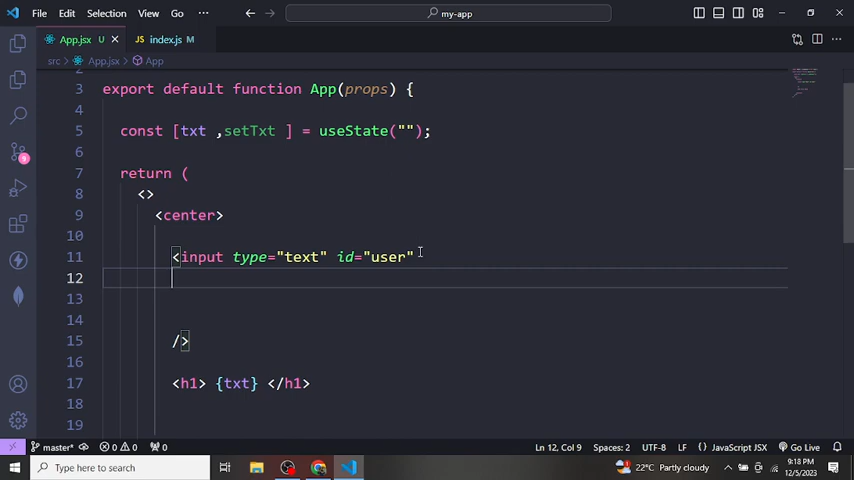 File Edit Selection View Go ··· my-app
App.jsx U JS index.js M
src > App.jsx > App
2
3 export default function App(props) {
4
5 const [txt ,setTxt ] = useState("");
6
7 return (
8 <>
9 <center>
10
11 <input type="text" id="user"
12
13
14
15 />
16
17 <h1> {txt} </h1>
18
19
9
master* 0 0 0 Ln 12, Col 9 Spaces: 2 UTF-8 LF {} JavaScript JSX Go Live
Type here to search 22°C Partly cloudy 9:18 PM
12/5/2023